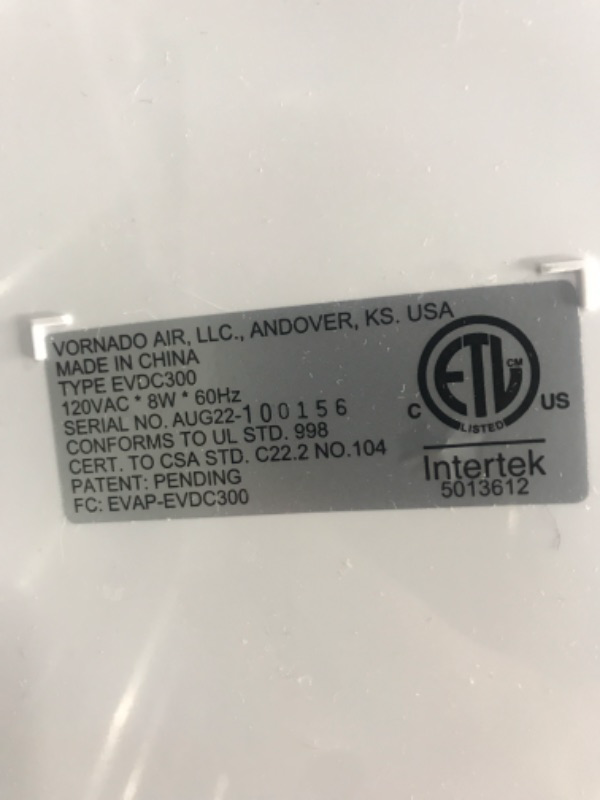 VORNADO AIR, LLC., ANDOVER, KS. USA
MADE IN CHINA
TYPE EVDC300
120VAC * 8W * 60Hz
SERIAL NO. AUG22-100156
CONFORMS TO UL STD. 998
CERT. TO CSA STD. C22.2 NO.104
PATENT: PENDING
FC: EVAP-EVDC300
ETL CM
C US
LISTED
Intertek
5013612